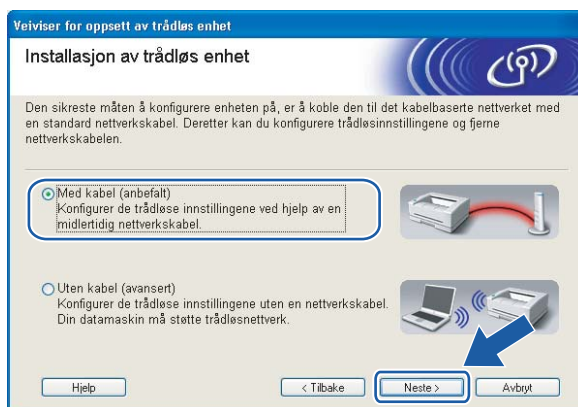 Veiviser for oppsett av trådløs enhet
Installasjon av trådløs enhet
Den sikreste måten å konfigurere enheten på, er å koble den til det kabelbaserte nettverket med
en standard nettverkskabel. Deretter kan du konfigurere trådløsinnstillingene og fjerne
nettverkskabelen.
Med kabel (anbefalt)
Konfigurer de trådløse innstillingene ved hjelp av en
midlertidig nettverkskabel.
Uten kabel (avansert)
Konfigurer de trådløse innstillingene uten en nettverkskabel.
Din datamaskin må støtte trådløsnettverk.
Hjelp
< Tilbake
Neste >
Avbryt